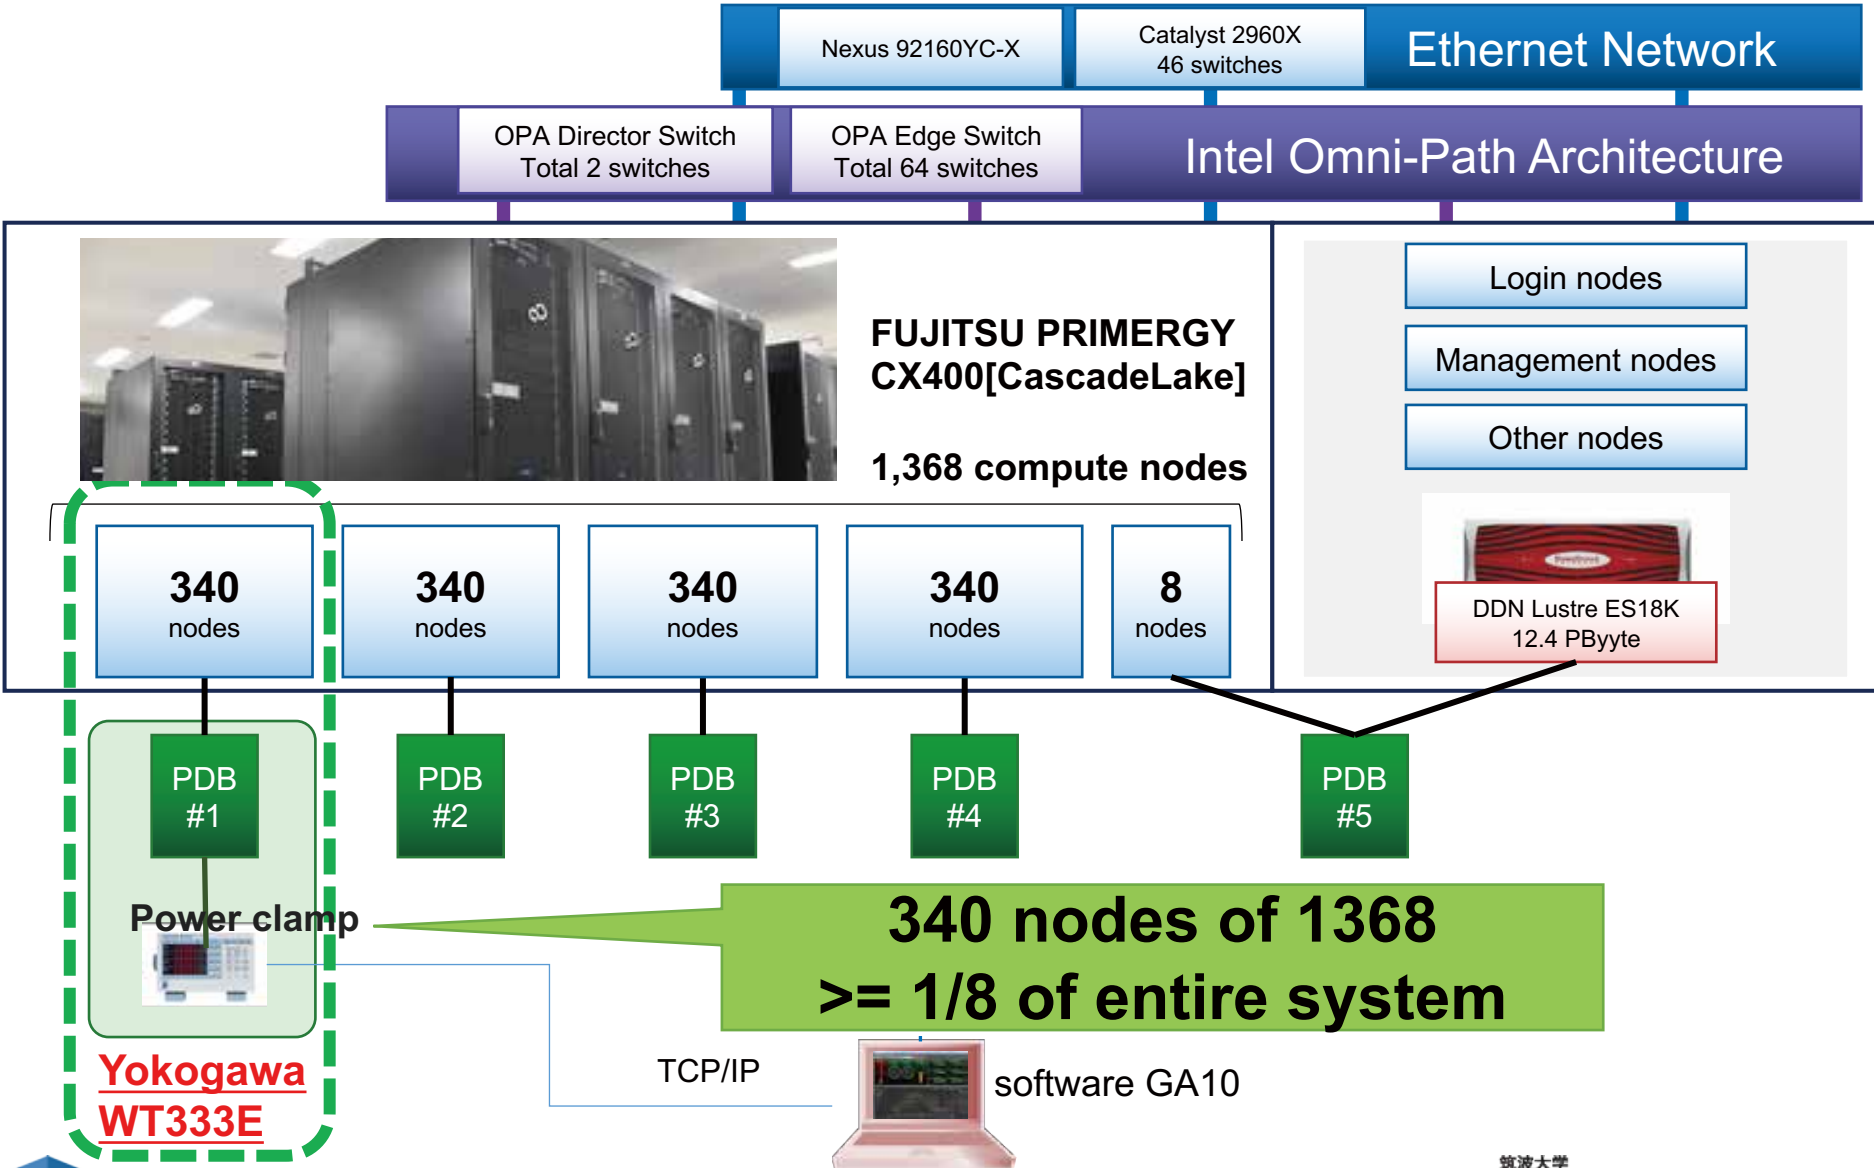 Nexus 92160YC-X
Catalyst 2960X
46 switches
Ethernet Network
OPA Director Switch
Total 2 switches
OPA Edge Switch
Total 64 switches
Intel Omni-Path Architecture
FUJITSU PRIMERGY
CX400[CascadeLake]
1,368 compute nodes
Login nodes
Management nodes
Other nodes
DDN Lustre ES18K
12.4 PByyte
340
nodes
340
nodes
340
nodes
340
nodes
8
nodes
PDB
#1
PDB
#2
PDB
#3
PDB
#4
PDB
#5
Power clamp
340 nodes of 1368
>= 1/8 of entire system
Yokogawa
WT333E
TCP/IP
software GA10
筑波大学